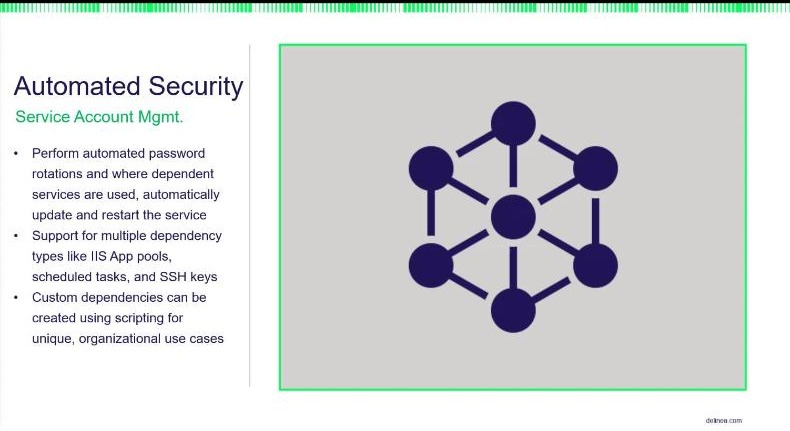 Automated Security
Service Account Mgmt.
• Perform automated password
rotations and where dependent
services are used, automatically
update and restart the service
• Support for multiple dependency
types like IIS App pools,
scheduled tasks, and SSH keys
• Custom dependencies can be
created using scripting for
unique, organizational use cases
delinea.com